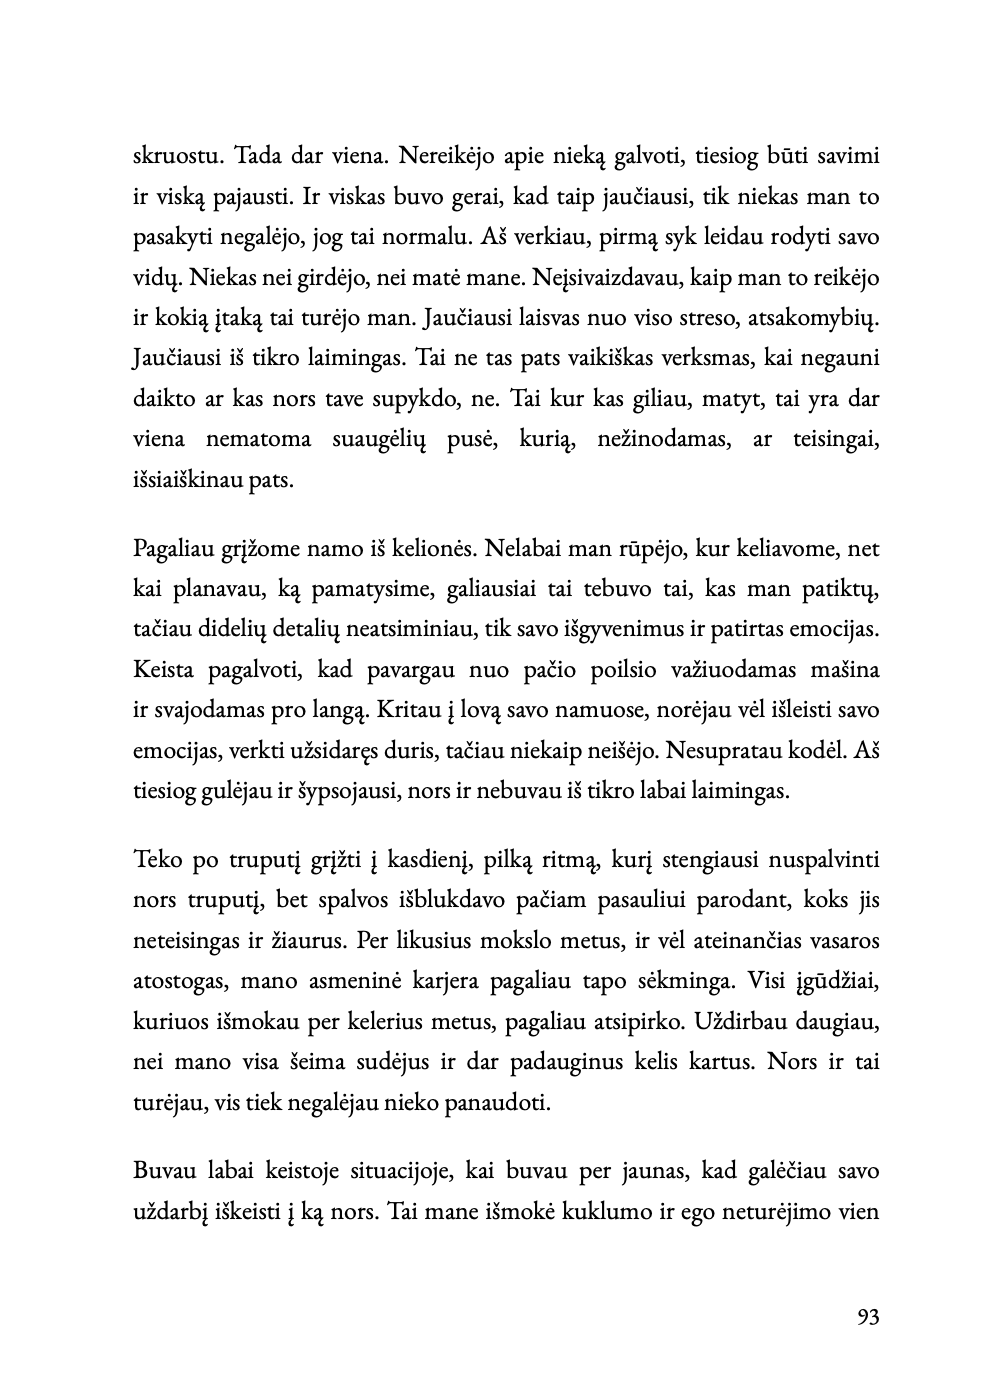 skruostu. Tada dar viena. Nereikėjo apie nieką galvoti, tiesiog būti savimi
ir viską pajausti. Ir viskas buvo gerai, kad taip jaučiausi, tik niekas man to
pasakyti negalėjo, jog tai normalu. Aš verkiau, pirmą syk leidau rodyti savo
vidų. Niekas nei girdėjo, nei matė mane. Neįsivaizdavau, kaip man to reikėjo
ir kokią įtaką tai turėjo man. Jaučiausi laisvas nuo viso streso, atsakomybių.
Jaučiausi iš tikro laimingas. Tai ne tas pats vaikiškas verksmas, kai negauni
daikto ar kas nors tave supykdo, ne. Tai kur kas giliau, matyt, tai yra dar
viena nematoma suaugėlių pusė, kurią, nežinodamas, ar teisingai,
išsiaiškinau pats.
Pagaliau grįžome namo iš kelionės. Nelabai man rūpėjo, kur keliavome, net
kai planavau, ką pamatysime, galiausiai tai tebuvo tai, kas man patiktų,
tačiau didelių detalių neatsiminiau, tik savo išgyvenimus ir patirtas emocijas.
Keista pagalvoti, kad pavargau nuo pačio poilsio važiuodamas mašina
ir svajodamas pro langą. Kritau į lovą savo namuose, norėjau vėl išleisti savo
emocijas, verkti užsidaręs duris, tačiau niekaip neišėjo. Nesupratau kodėl. Aš
tiesiog gulėjau ir šypsojausi, nors ir nebuvau iš tikro labai laimingas.
Teko po truputį grįžti į kasdienį, pilką ritmą, kurį stengiausi nuspalvinti
nors truputį, bet spalvos išblukdavo pačiam pasauliui parodant, koks jis
neteisingas ir žiaurus. Per likusius mokslo metus, ir vėl ateinančias vasaros
atostogas, mano asmeninė karjera pagaliau tapo sėkminga. Visi įgūdžiai,
kuriuos išmokau per kelerius metus, pagaliau atsipirko. Uždirbau daugiau,
nei mano visa šeima sudėjus ir dar padauginus kelis kartus. Nors ir tai
turėjau, vis tiek negalėjau nieko panaudoti.
Buvau labai keistoje situacijoje, kai buvau per jaunas, kad galėčiau savo
uždarbį iškeisti į ką nors. Tai mane išmokė kuklumo ir ego neturėjimo vien
93